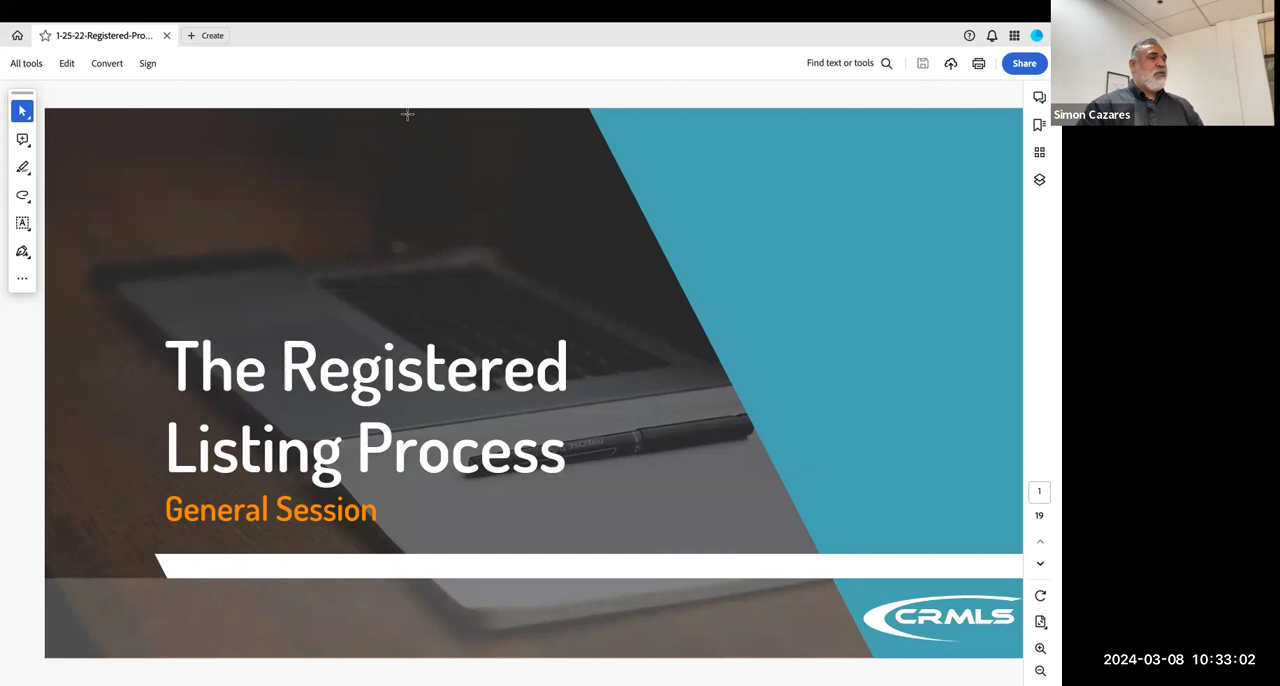 1-25-22-Registered-Pro...
Create
All tools
Edit
Convert
Sign
Find text or tools
Share
Simon Cazares
The Registered
Listing Process
General Session
CRMLS
1
19
2024-03-08 10:33:02